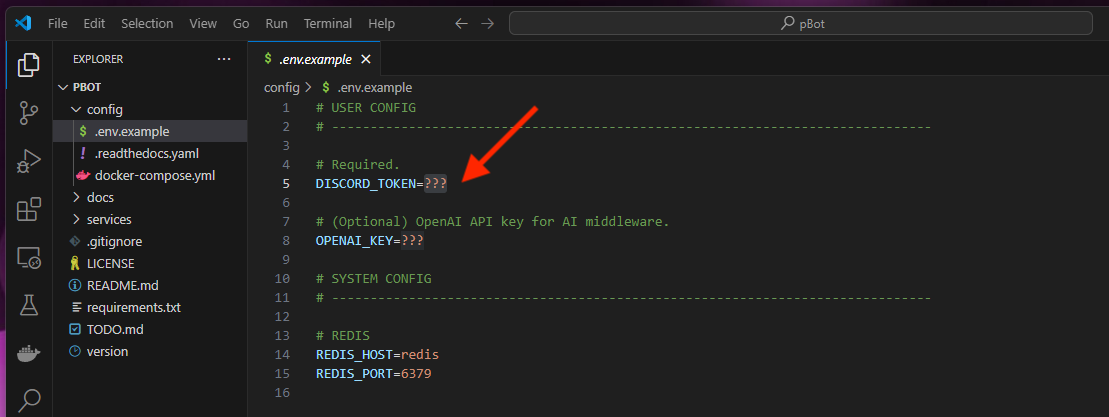 File Edit Selection View Go Run Terminal Help pBot
EXPLORER ...
.env.example
PBOT
config
.env.example
.readthedocs.yaml
docker-compose.yml
docs
services
.gitignore
LICENSE
README.md
requirements.txt
TODO.md
version
config > .env.example
1 # USER CONFIG
2 # ------------------------------------------------------------------------------
3
4 # Required.
5 DISCORD_TOKEN=???
6
7 # (Optional) OpenAI API key for AI middleware.
8 OPENAI_KEY=???
9
10 # SYSTEM CONFIG
11 # ------------------------------------------------------------------------------
12
13 # REDIS
14 REDIS_HOST=redis
15 REDIS_PORT=6379
16